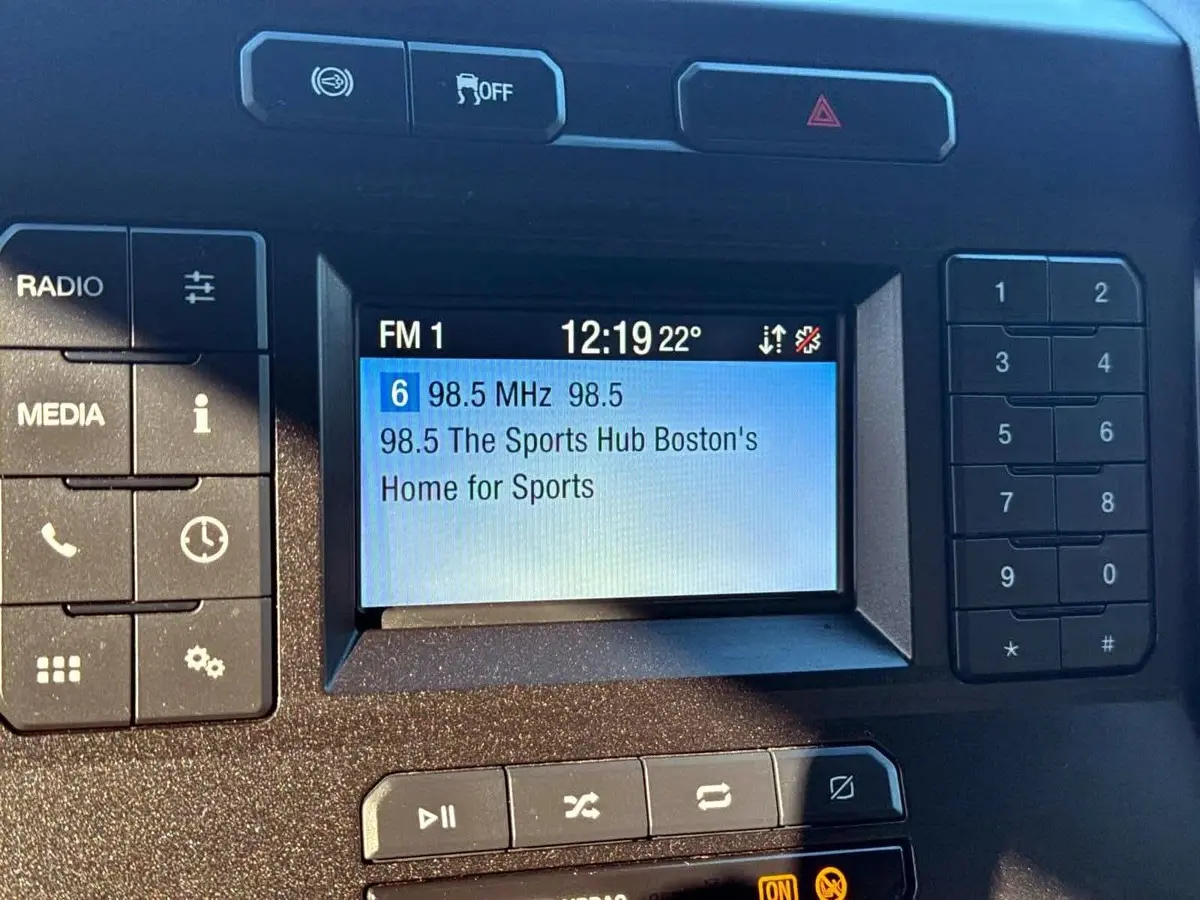 OFF
RADIO
MEDIA
FM 1 12:19 22°
6 98.5 MHz 98.5
98.5 The Sports Hub Boston's
Home for Sports
1 2
3 4
5 6
7 8
9 0
* #
ON